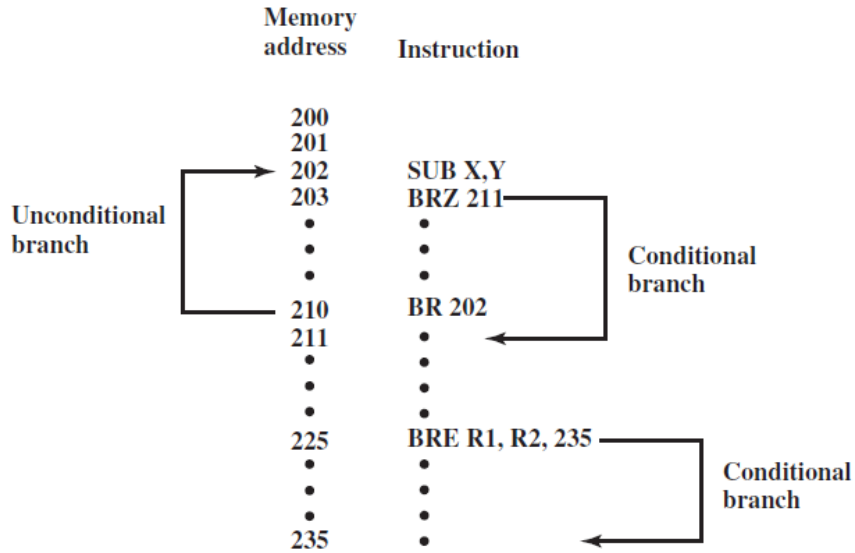 Memory
address
Instruction
200
201
202 SUB X,Y
203 BRZ 211
Unconditional
branch
Conditional
branch
210 BR 202
211
225 BRE R1, R2, 235
Conditional
branch
235